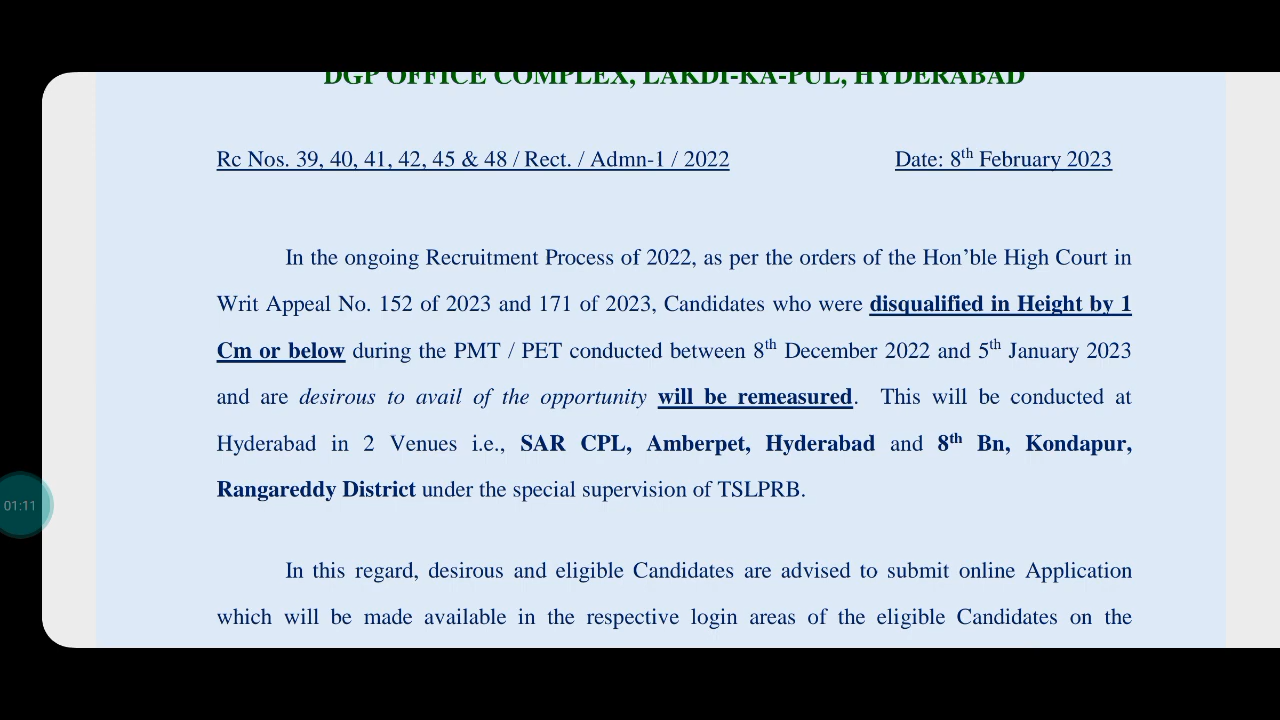 DGP OFFICE COMPLEX, LAKDI-KA-PUL, HYDERABAD
Rc Nos. 39, 40, 41, 42, 45 & 48 / Rect. / Admn-1 / 2022 Date: 8th February 2023
In the ongoing Recruitment Process of 2022, as per the orders of the Hon’ble High Court in
Writ Appeal No. 152 of 2023 and 171 of 2023, Candidates who were disqualified in Height by 1
Cm or below during the PMT / PET conducted between 8th December 2022 and 5th January 2023
and are desirous to avail of the opportunity will be remeasured. This will be conducted at
Hyderabad in 2 Venues i.e., SAR CPL, Amberpet, Hyderabad and 8th Bn, Kondapur,
Rangareddy District under the special supervision of TSLPRB.
In this regard, desirous and eligible Candidates are advised to submit online Application
which will be made available in the respective login areas of the eligible Candidates on the
01:11